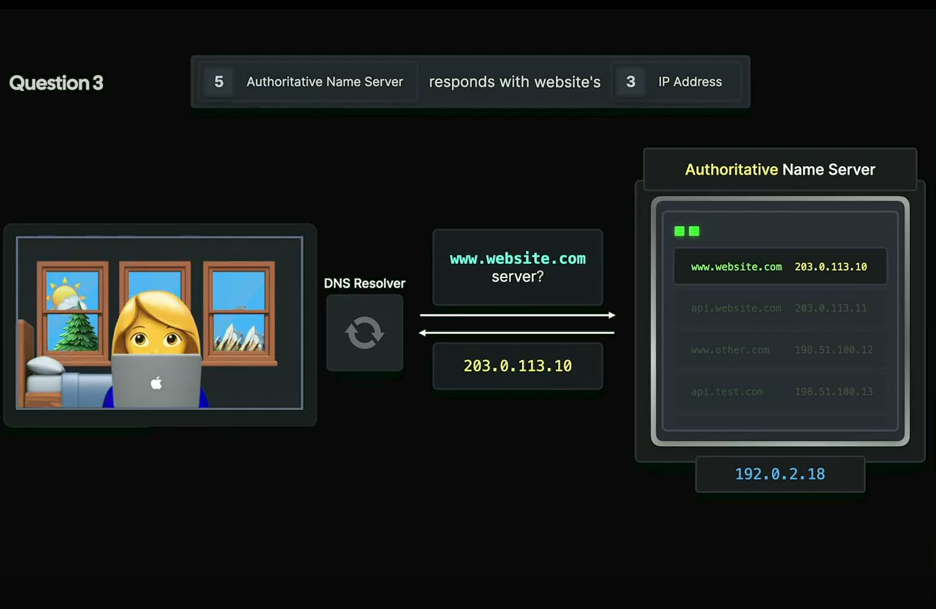 Question 3
5 Authoritative Name Server responds with website's 3 IP Address
Authoritative Name Server
www.website.com 203.0.113.10
api.website.com 203.0.113.11
www.other.com 198.51.100.12
api.test.com 198.51.100.13
192.0.2.18
DNS Resolver
www.website.com
server?
203.0.113.10